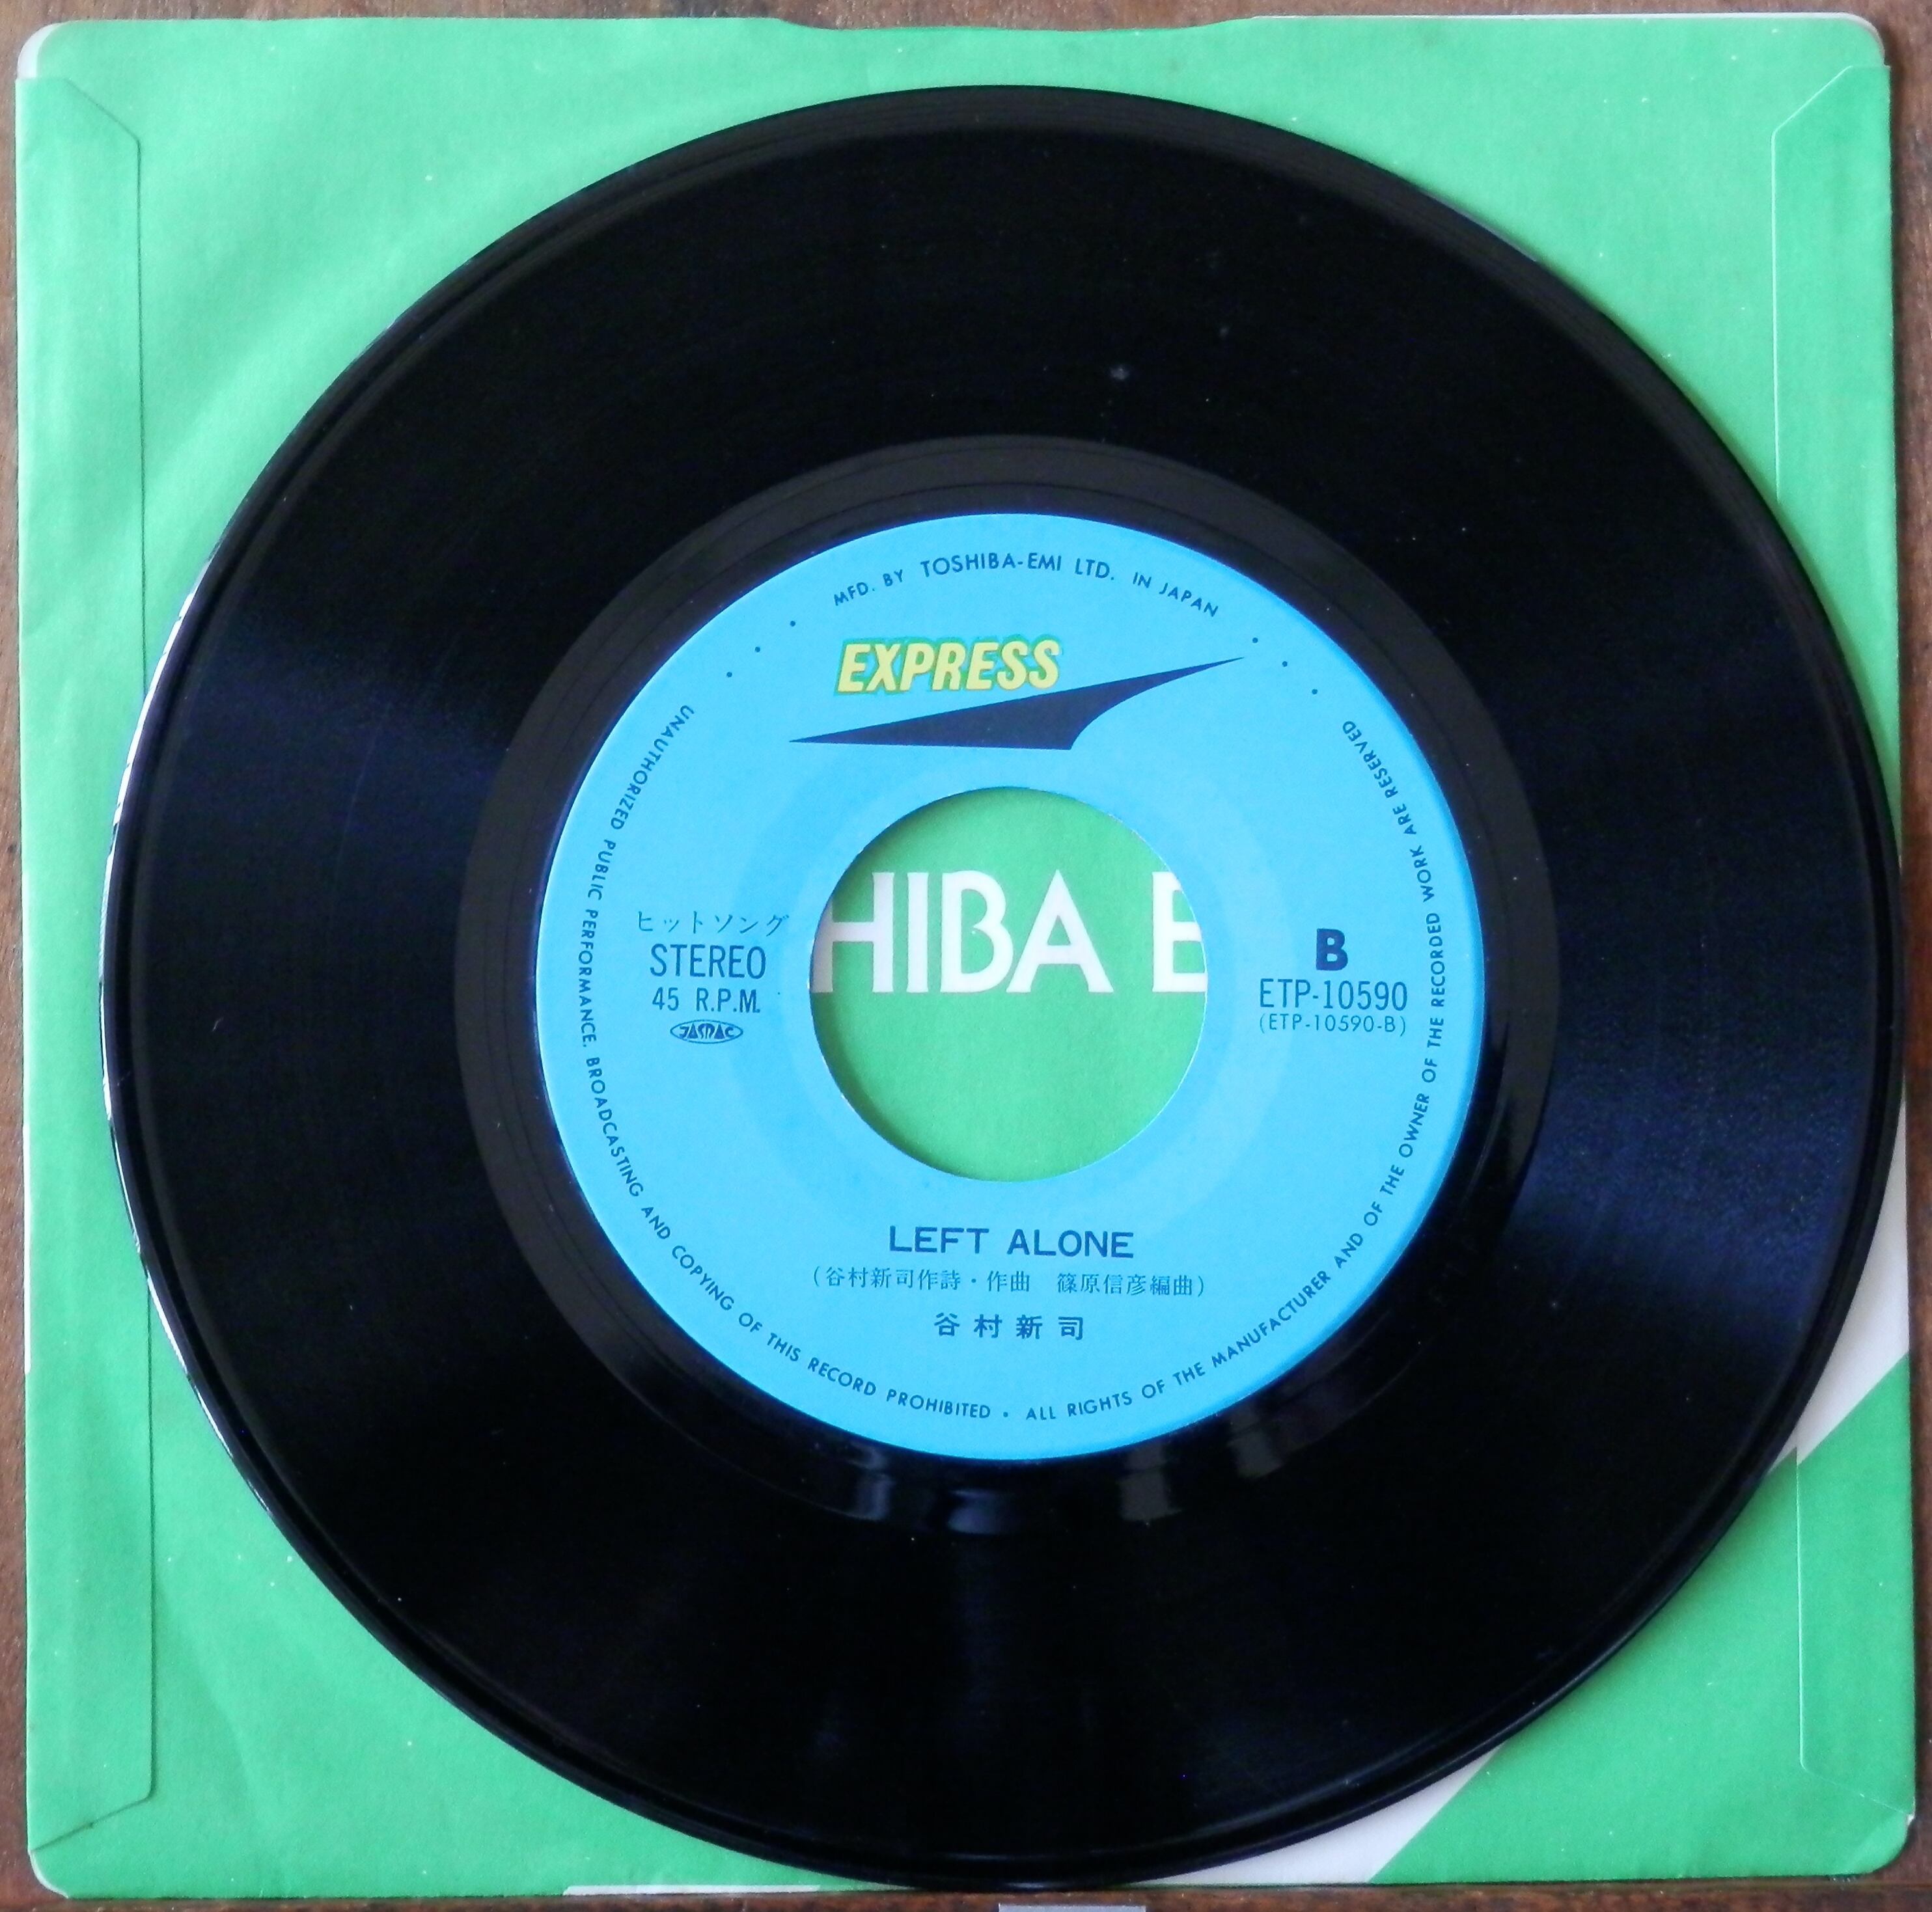 MFD. BY TOSHIBA-EMI LTD. IN JAPAN
EXPRESS
ヒットソング
STEREO
45 R.P.M.
JASRAC
HIBA E
B
ETP-10590
(ETP-10590-B)
LEFT ALONE
(谷村新司作詩・作曲　篠原信彦編曲)
谷村新司
UNAUTHORIZED PUBLIC PERFORMANCE, BROADCASTING AND COPYING OF THIS RECORD PROHIBITED • ALL RIGHTS OF THE MANUFACTURER AND OF THE OWNER OF THE RECORDED WORK ARE RESERVED